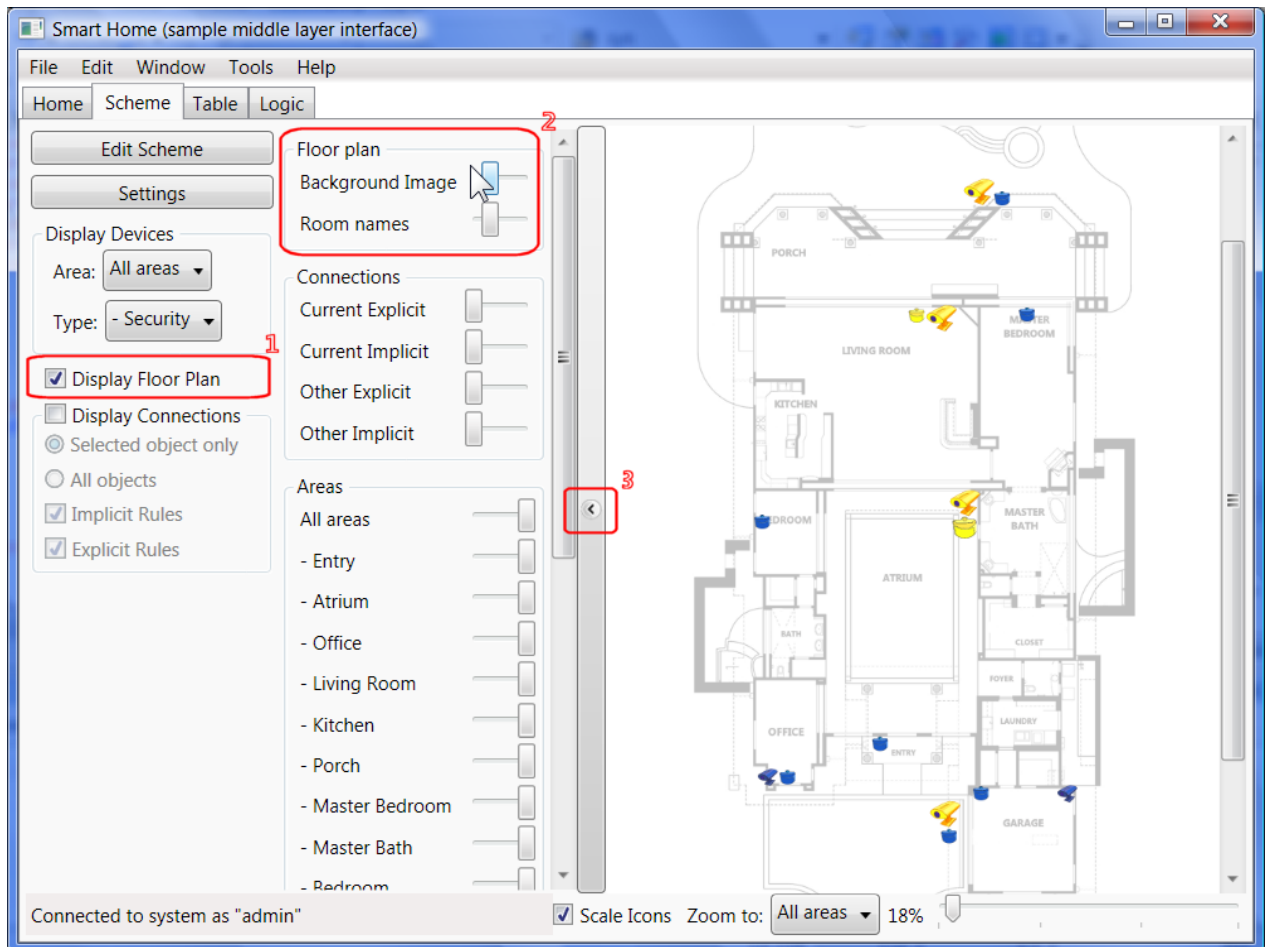 Smart Home (sample middle layer interface)
File Edit Window Tools Help
Home Scheme Table Logic
Edit Scheme
Settings
Display Devices
Area: All areas
Type: - Security
1
Display Floor Plan
Display Connections
Selected object only
All objects
Implicit Rules
Explicit Rules
2
Floor plan
Background Image
Room names
Connections
Current Explicit
Current Implicit
Other Explicit
Other Implicit
Areas
All areas
- Entry
- Atrium
- Office
- Living Room
- Kitchen
- Porch
- Master Bedroom
- Master Bath
- Bedroom
3
PORCH
LIVING ROOM
BEDROOM
KITCHEN
MASTER
BATH
ATRIUM
BATH
CLOSET
FOYER
LAUNDRY
OFFICE
ENTRY
GARAGE
Connected to system as "admin"
Scale Icons Zoom to: All areas 18%